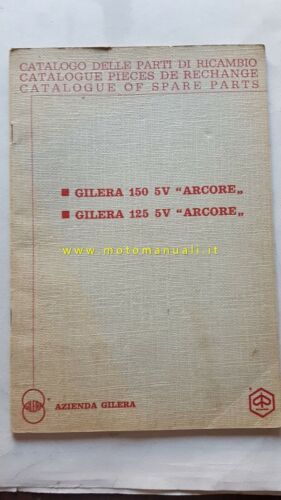 CATALOGO DELLE PARTI DI RICAMBIO
CATALOGUE PIECES DE RECHANGE
CATALOGUE OF SPARE PARTS
GILERA 150 5V "ARCORE„
GILERA 125 5V "ARCORE„
www.motomanuali.it
GILERA
AZIENDA GILERA